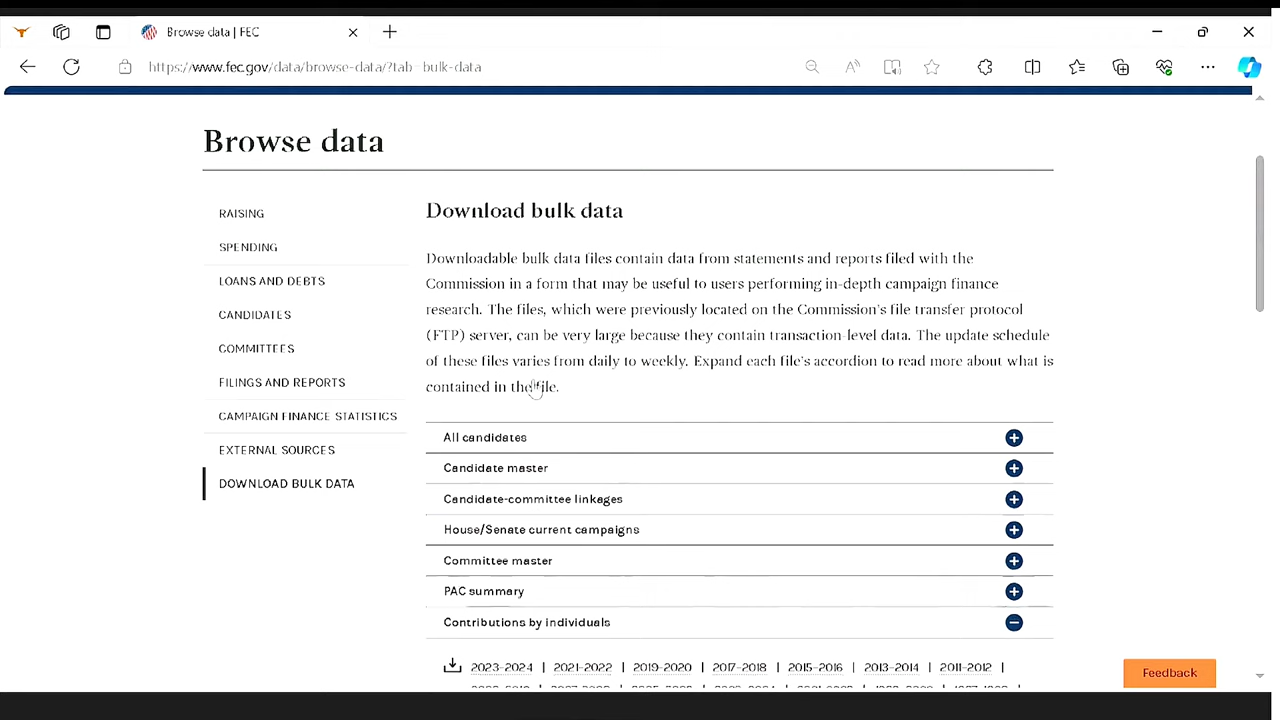 Browse data | FEC
https://www.fec.gov/data/browse-data/?tab=bulk-data
Browse data
RAISING
SPENDING
LOANS AND DEBTS
CANDIDATES
COMMITTEES
FILINGS AND REPORTS
CAMPAIGN FINANCE STATISTICS
EXTERNAL SOURCES
DOWNLOAD BULK DATA
Download bulk data
Downloadable bulk data files contain data from statements and reports filed with the
Commission in a form that may be useful to users performing in-depth campaign finance
research. The files, which were previously located on the Commission's file transfer protocol
(FTP) server, can be very large because they contain transaction-level data. The update schedule
of these files varies from daily to weekly. Expand each file's accordion to read more about what is
contained in the file.
All candidates
Candidate master
Candidate-committee linkages
House/Senate current campaigns
Committee master
PAC summary
Contributions by individuals
2023–2024 | 2021–2022 | 2019–2020 | 2017–2018 | 2015–2016 | 2013–2014 | 2011–2012 |
Feedback